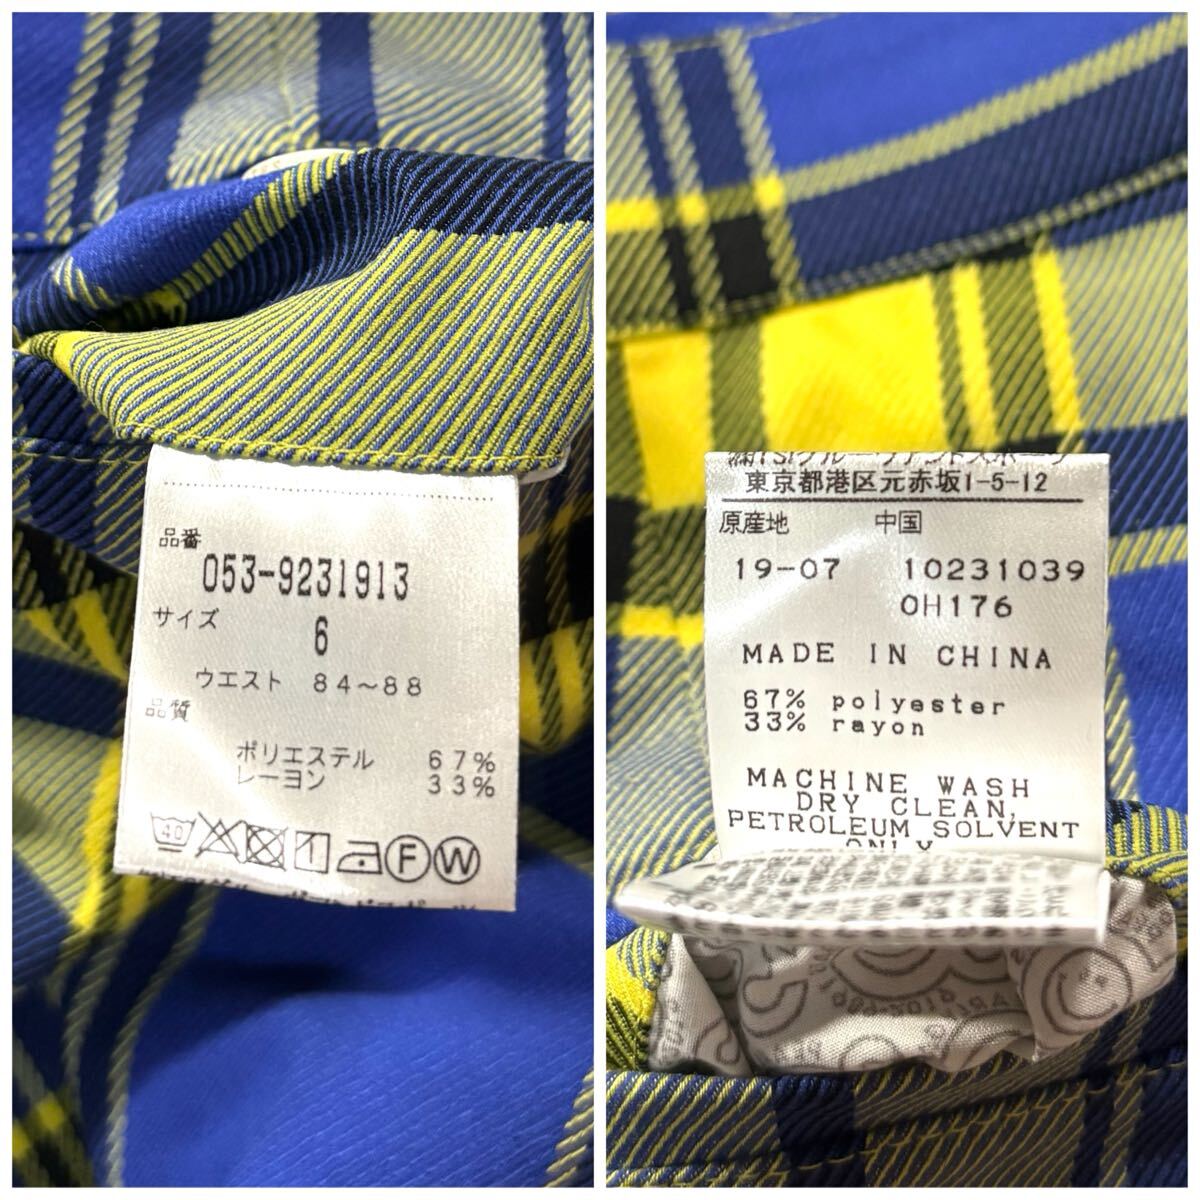 品番
053-9231913
サイズ
6
ウエスト 84～88
品質
ポリエステル 67%
レーヨン 33%
40
F W
東京都港区元赤坂1-5-12
原産地 中国
19-07 10231039
0H176
MADE IN CHINA
67% polyester
33% rayon
MACHINE WASH
DRY CLEAN,
PETROLEUM SOLVENT
ONLY